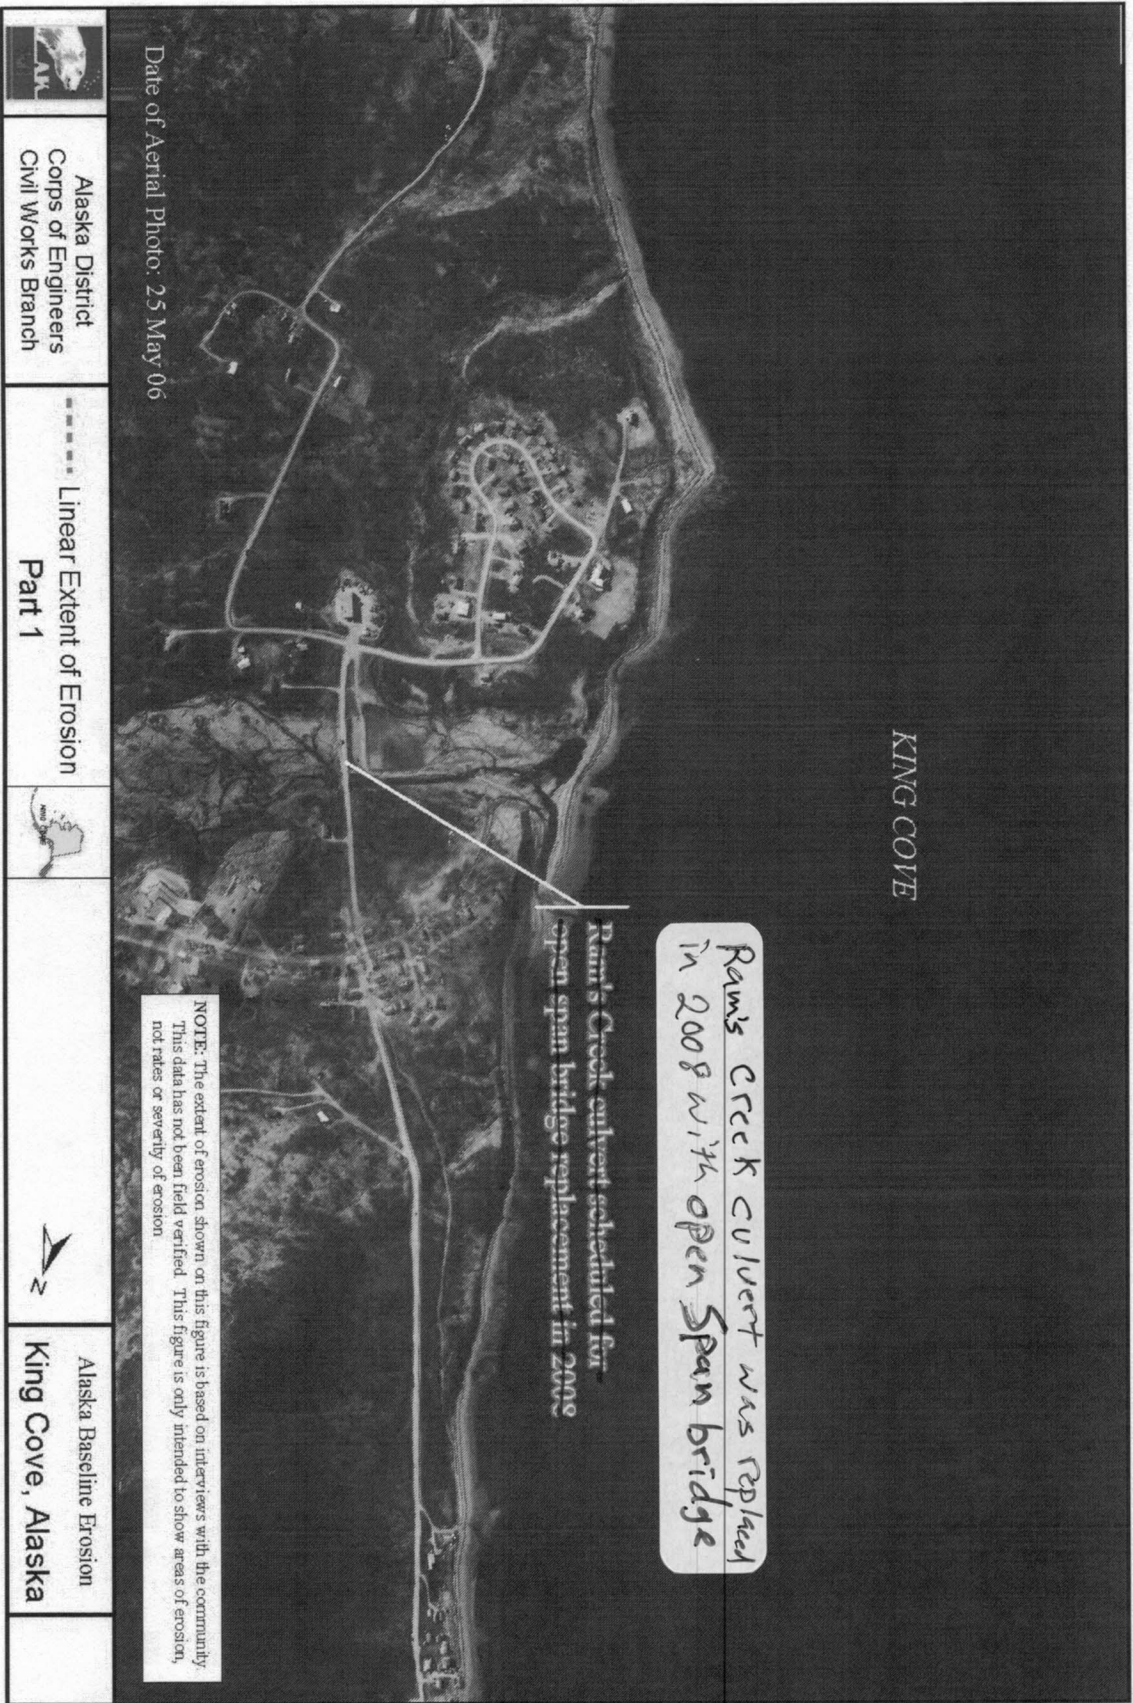 KING COVE
Ram's Creek culvert was replaced
in 2008 with open Span bridge
Ram's Creek culvert scheduled for
open span bridge replacement in 2008
NOTE: The extent of erosion shown on this figure is based on interviews with the community.
This data has not been field verified. This figure is only intended to show areas of erosion,
not rates or severity of erosion
Date of Aerial Photo: 25 May 06
AK
Alaska District
Corps of Engineers
Civil Works Branch
Linear Extent of Erosion
Part 1
N
Alaska Baseline Erosion
King Cove, Alaska